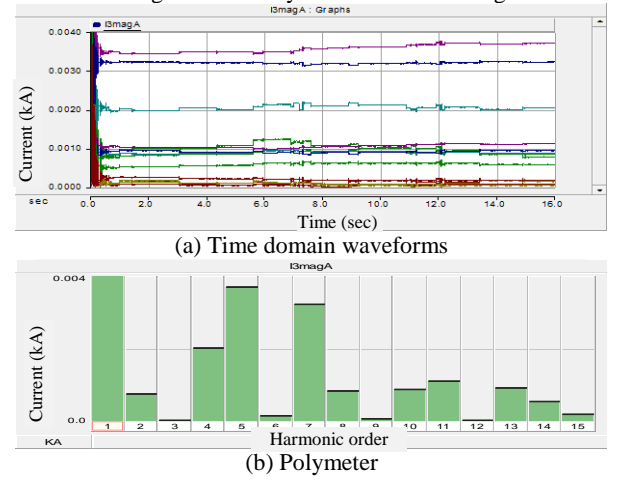 I3magA : Graphs
I3magA
Current (kA)
0.0040
0.0030
0.0020
0.0010
0.0000
sec 0.0 2.0 4.0 6.0 8.0 10.0 12.0 14.0 16.0
Time (sec)
(a) Time domain waveforms
I3magA
Current (kA)
0.004
0.0
1 2 3 4 5 6 7 8 9 10 11 12 13 14 15
KA
Harmonic order
(b) Polymeter